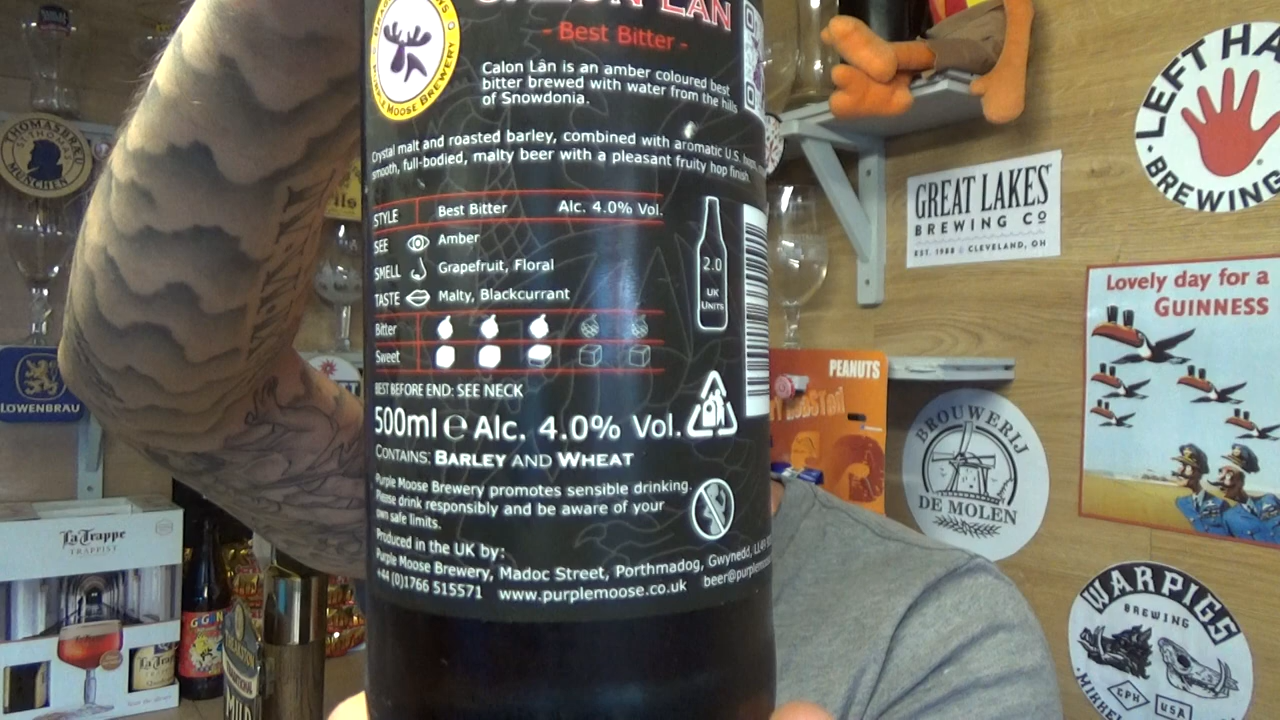 CALON LÂN
- Best Bitter -
PURPLE MOOSE BREWERY
Calon Lân is an amber coloured best
bitter brewed with water from the hills
of Snowdonia.
Crystal malt and roasted barley, combined with aromatic U.S.
smooth, full-bodied, malty beer with a pleasant fruity hop finish.
STYLE Best Bitter Alc. 4.0% Vol.
SEE Amber
SMELL Grapefruit, Floral
TASTE Malty, Blackcurrant
Bitter
Sweet
2.0
UK
UNITS
BEST BEFORE END: SEE NECK
500ml e Alc. 4.0% Vol.
CONTAINS: BARLEY AND WHEAT
Purple Moose Brewery promotes sensible drinking.
Please drink responsibly and be aware of your
own safe limits.
Produced in the UK by:
Purple Moose Brewery, Madoc Street, Porthmadog, Gwynedd,
+44 (0)1766 515571 www.purplemoose.co.uk
THOMASBRÄU
MÜNCHEN
LÖWENBRÄU
La Trappe
TRAPPIST
La Trappe
MILD
LEFT HA
BREWING
GREAT LAKES
BREWING CO
EST. 1988 CLEVELAND, OH
Lovely day for a
GUINNESS
PEANUTS
BROUWERIJ
DE MOLEN
WARPIGS
BREWING
CPH USA